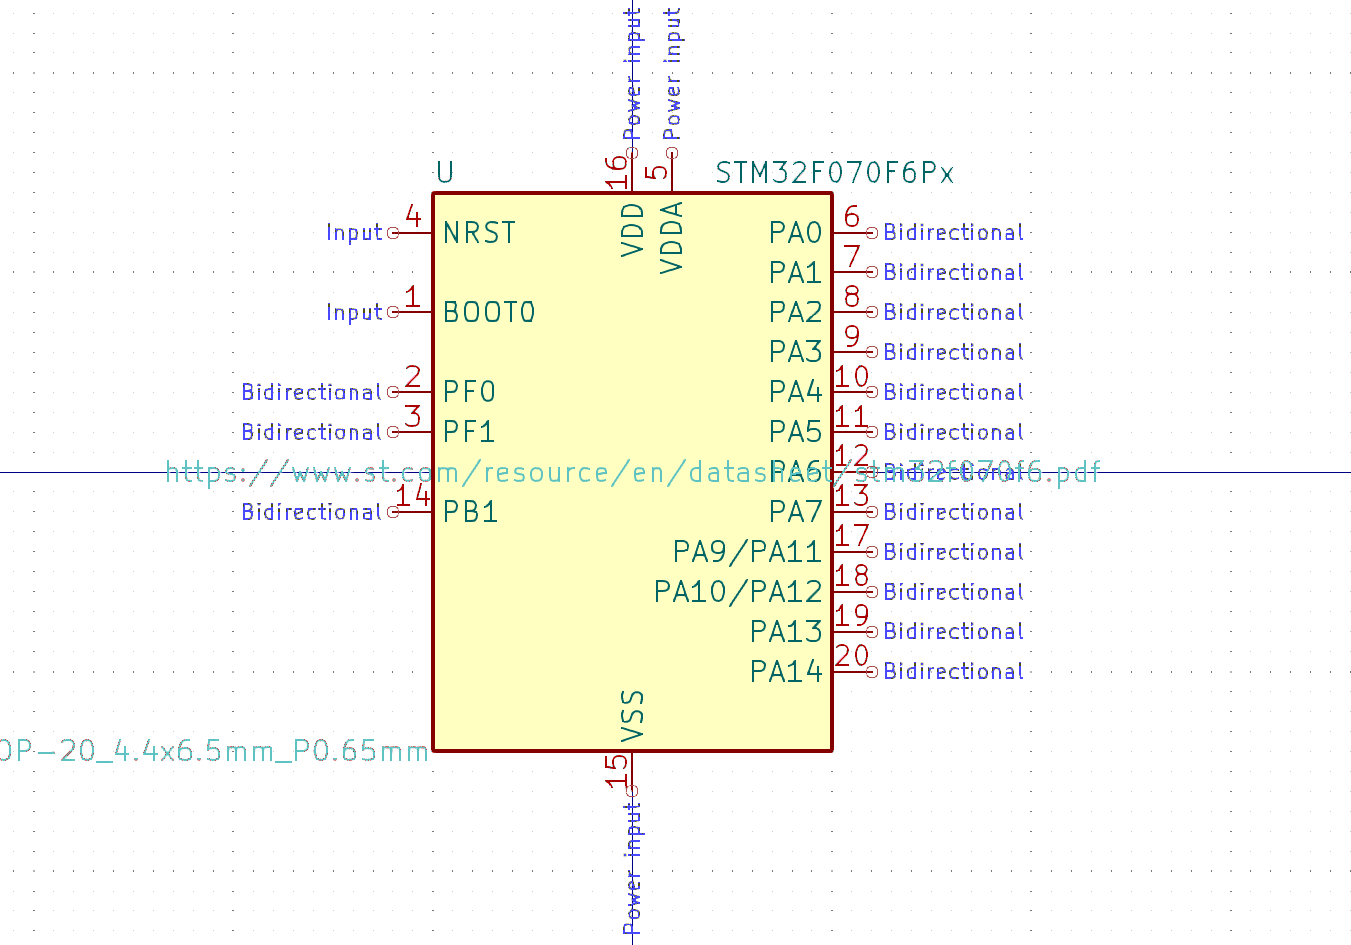 Power input
Power input
16
5
U
STM32F070F6Px
VDD
VDDA
Input
4
NRST
PA0
6
Bidirectional
PA1
7
Bidirectional
Input
1
BOOT0
PA2
8
Bidirectional
PA3
9
Bidirectional
Bidirectional
2
PF0
PA4
10
Bidirectional
Bidirectional
3
PF1
PA5
11
Bidirectional
https://www.st.com/resource/en/datasheet/stm32f070f6.pdf
PA6
12
Bidirectional
Bidirectional
14
PB1
PA7
13
Bidirectional
PA9/PA11
17
Bidirectional
PA10/PA12
18
Bidirectional
PA13
19
Bidirectional
PA14
20
Bidirectional
VSS
OP-20_4.4x6.5mm_P0.65mm
15
Power input